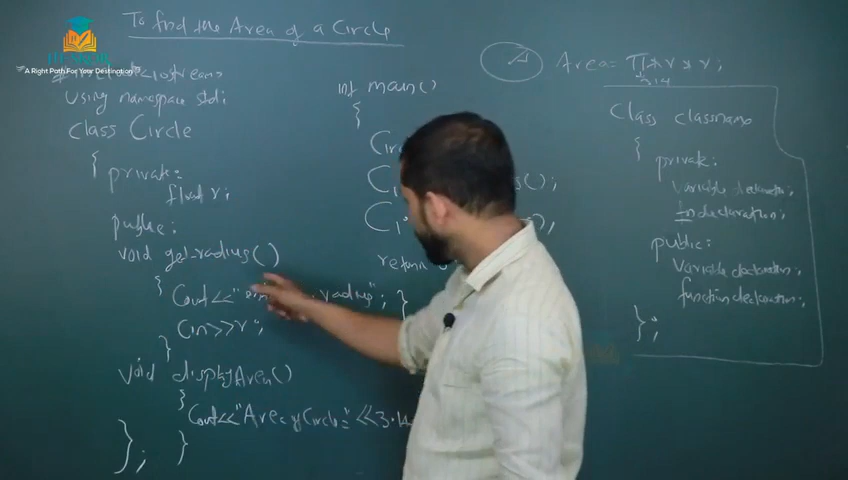 To find the Area of a Circle
A Right Path For Your Destination
using namespace std;
class Circle
{ private:
float r;
public:
void get-radius()
{
Cout<<" radius";
Cin>>r;
}
void displayArea()
{
Cout<<"Area of Circle="<<3.14
}
};
int main()
{
C
C s();
C );
return
}
Area= π*r*r;
3.14
Class classname
{
private:
Variable declaration;
fn declaration;
public:
Variable declaration;
function declaration;
};